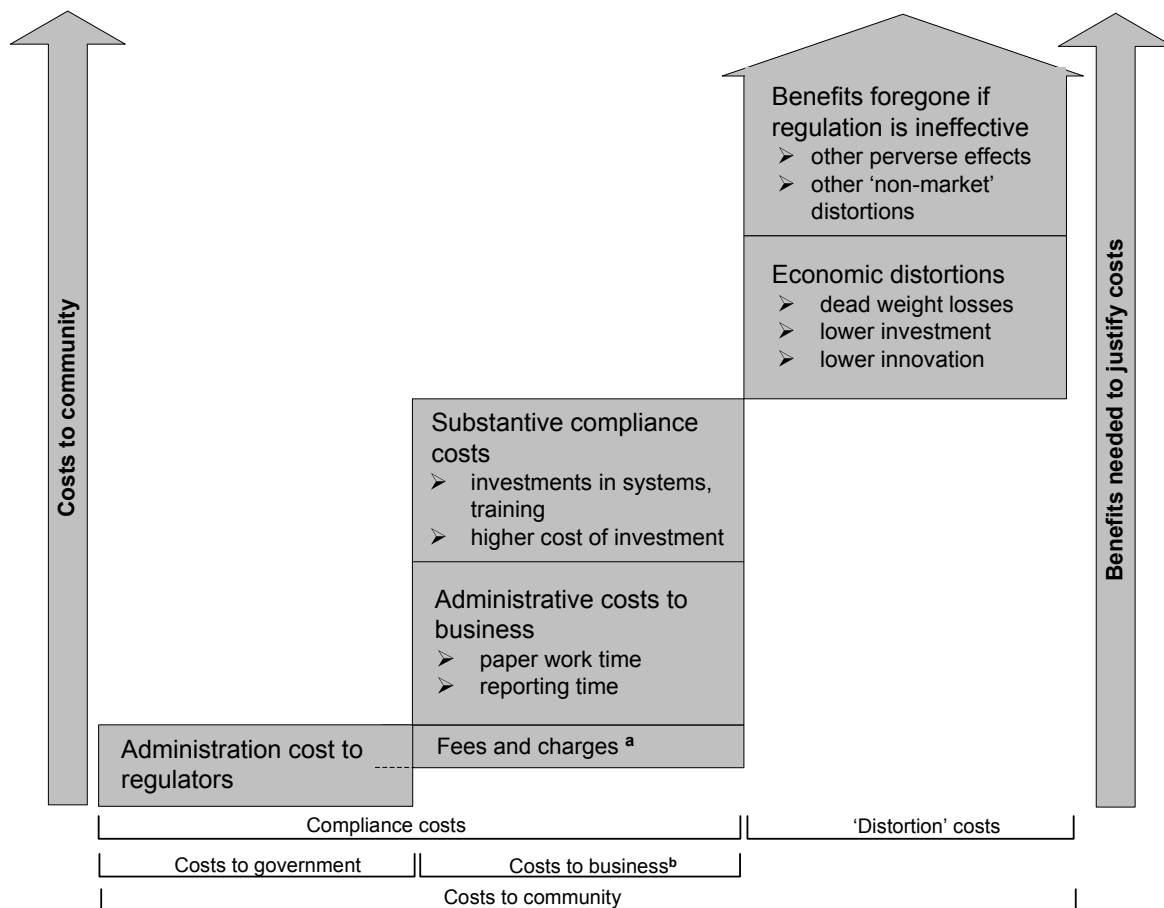 Costs to community
Benefits foregone if
regulation is ineffective
➢ other perverse effects
➢ other ‘non-market’
distortions
Economic distortions
➢ dead weight losses
➢ lower investment
➢ lower innovation
Substantive compliance
costs
➢ investments in systems,
training
➢ higher cost of investment
Administrative costs to
business
➢ paper work time
➢ reporting time
Fees and charges a
Administration cost to
regulators
Benefits needed to justify costs
Compliance costs
‘Distortion’ costs
Costs to government
Costs to businessb
Costs to community